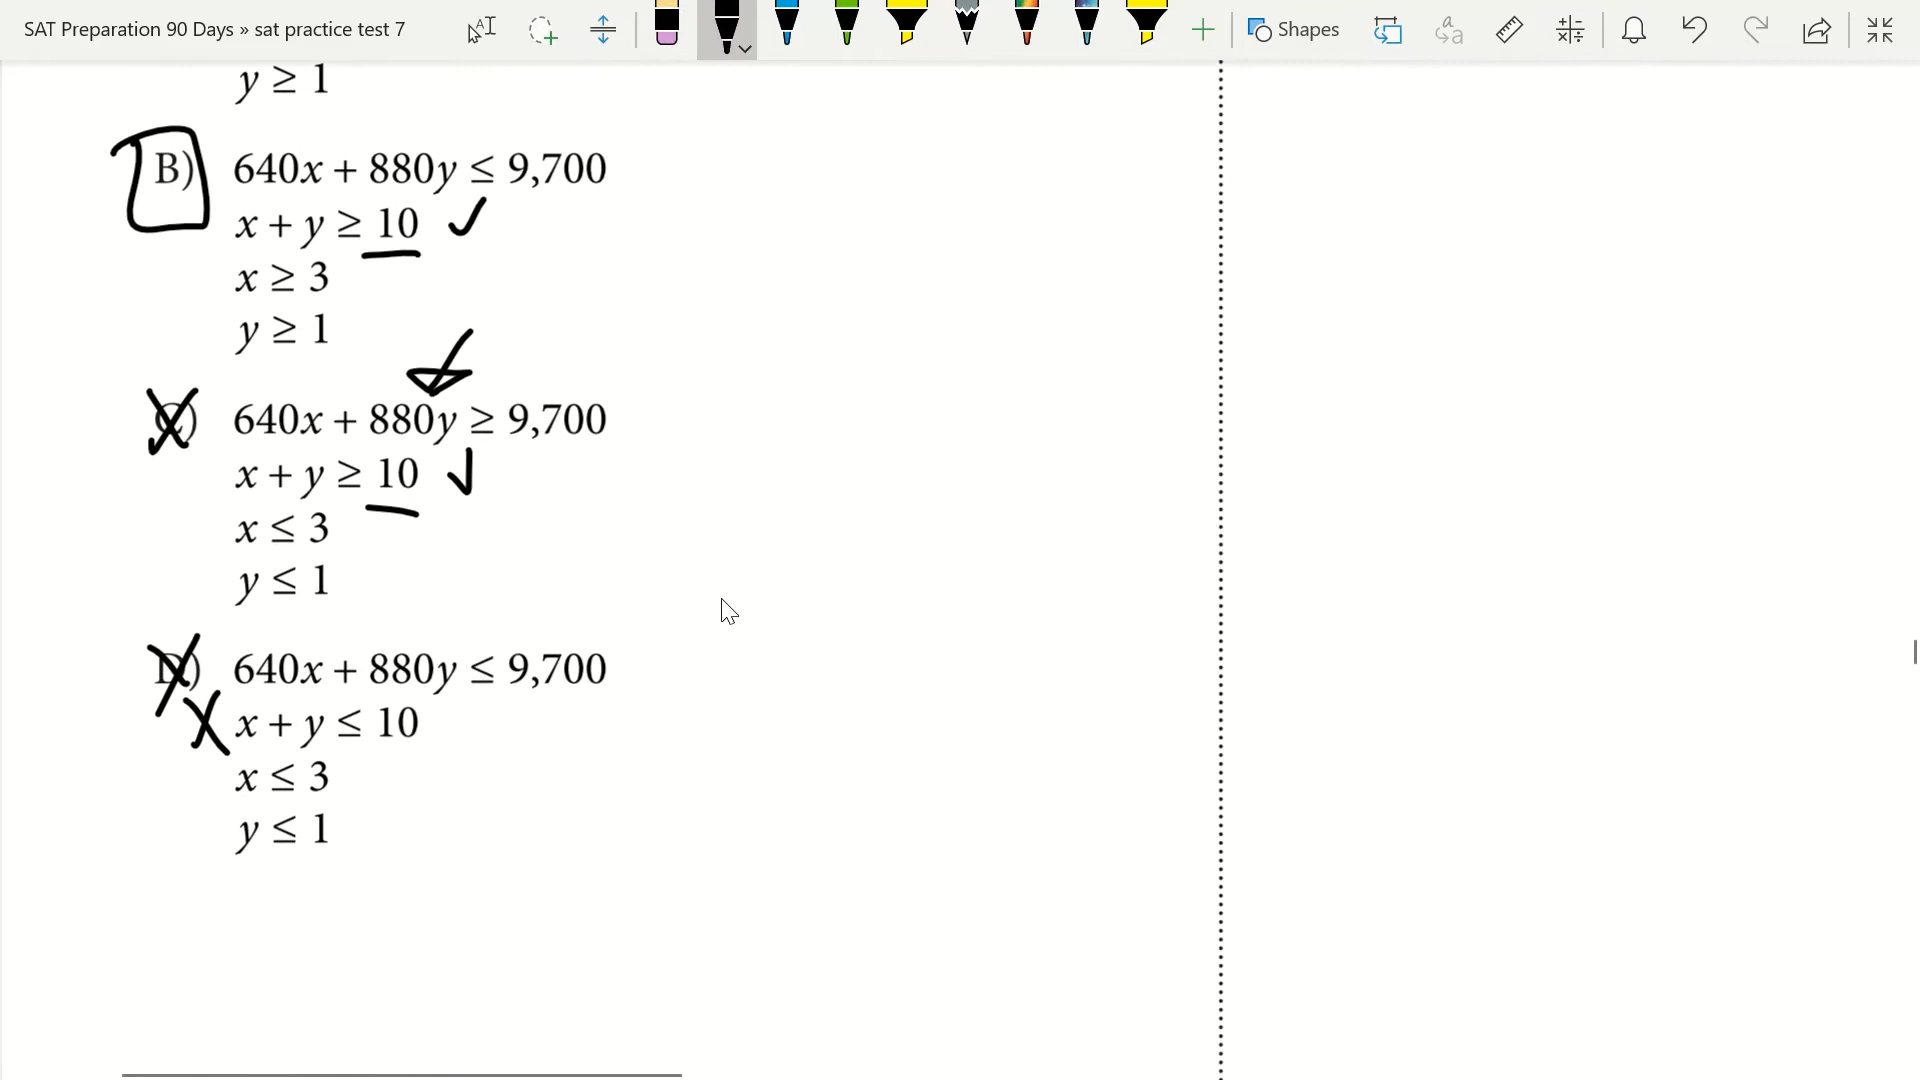 SAT Preparation 90 Days » sat practice test 7
Shapes
y ≥ 1
B) 640x + 880y ≤ 9,700
x + y ≥ 10
x ≥ 3
y ≥ 1
C) 640x + 880y ≥ 9,700
x + y ≥ 10
x ≤ 3
y ≤ 1
D) 640x + 880y ≤ 9,700
x + y ≤ 10
x ≤ 3
y ≤ 1